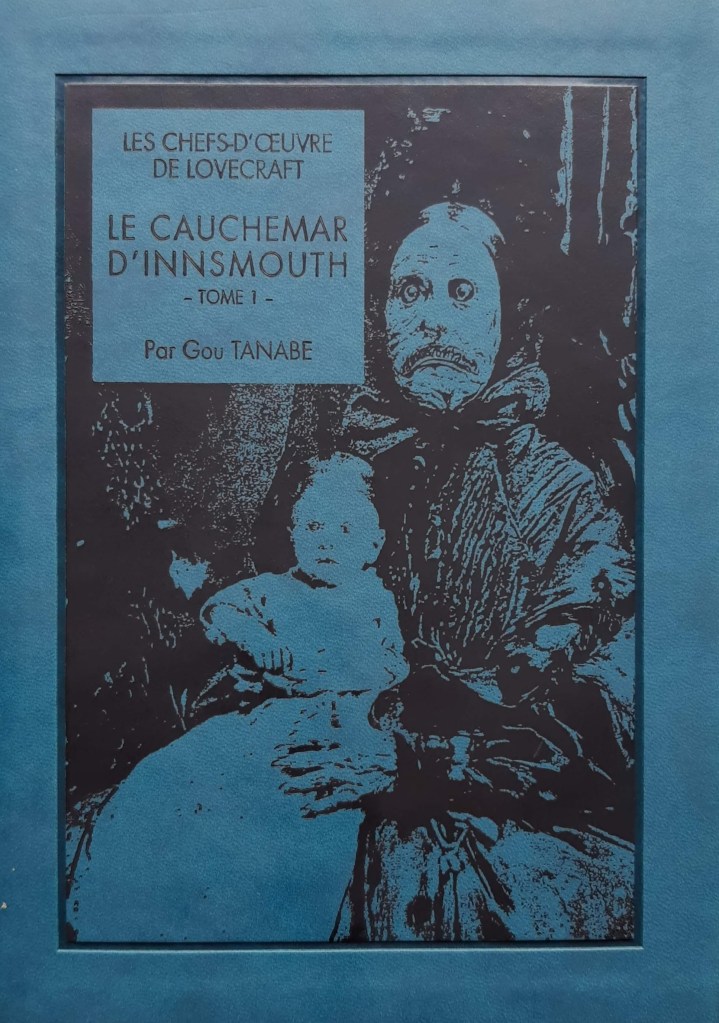 LES CHEFS-D'ŒUVRE
DE LOVECRAFT
LE CAUCHEMAR
D'INNSMOUTH
- TOME 1 -
Par Gou TANABE